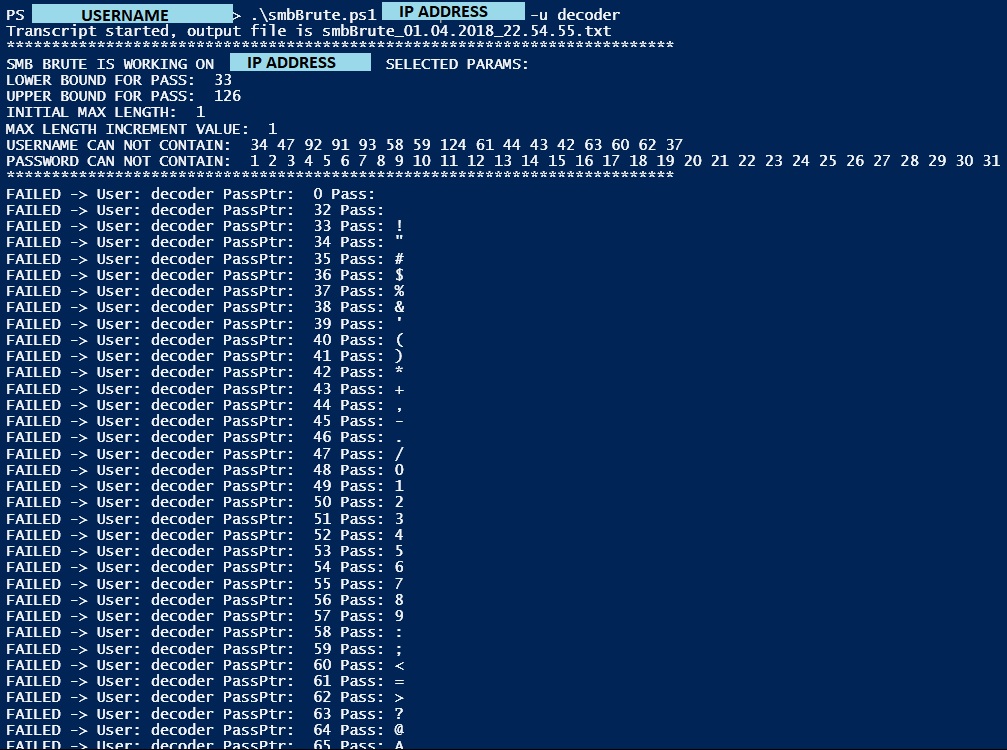 PS USERNAME > .\smbBrute.ps1 IP ADDRESS -u decoder
Transcript started, output file is smbBrute_01.04.2018_22.54.55.txt
**************************************************************************
SMB BRUTE IS WORKING ON IP ADDRESS SELECTED PARAMS:
LOWER BOUND FOR PASS:  33
UPPER BOUND FOR PASS:  126
INITIAL MAX LENGTH:  1
MAX LENGTH INCREMENT VALUE:  1
USERNAME CAN NOT CONTAIN:  34 47 92 91 93 58 59 124 61 44 43 42 63 60 62 37
PASSWORD CAN NOT CONTAIN:  1 2 3 4 5 6 7 8 9 10 11 12 13 14 15 16 17 18 19 20 21 22 23 24 25 26 27 28 29 30 31
**************************************************************************
FAILED -> User: decoder PassPtr:  0 Pass:
FAILED -> User: decoder PassPtr:  32 Pass:
FAILED -> User: decoder PassPtr:  33 Pass: !
FAILED -> User: decoder PassPtr:  34 Pass: "
FAILED -> User: decoder PassPtr:  35 Pass: #
FAILED -> User: decoder PassPtr:  36 Pass: $
FAILED -> User: decoder PassPtr:  37 Pass: %
FAILED -> User: decoder PassPtr:  38 Pass: &
FAILED -> User: decoder PassPtr:  39 Pass: '
FAILED -> User: decoder PassPtr:  40 Pass: (
FAILED -> User: decoder PassPtr:  41 Pass: )
FAILED -> User: decoder PassPtr:  42 Pass: *
FAILED -> User: decoder PassPtr:  43 Pass: +
FAILED -> User: decoder PassPtr:  44 Pass: ,
FAILED -> User: decoder PassPtr:  45 Pass: -
FAILED -> User: decoder PassPtr:  46 Pass: .
FAILED -> User: decoder PassPtr:  47 Pass: /
FAILED -> User: decoder PassPtr:  48 Pass: 0
FAILED -> User: decoder PassPtr:  49 Pass: 1
FAILED -> User: decoder PassPtr:  50 Pass: 2
FAILED -> User: decoder PassPtr:  51 Pass: 3
FAILED -> User: decoder PassPtr:  52 Pass: 4
FAILED -> User: decoder PassPtr:  53 Pass: 5
FAILED -> User: decoder PassPtr:  54 Pass: 6
FAILED -> User: decoder PassPtr:  55 Pass: 7
FAILED -> User: decoder PassPtr:  56 Pass: 8
FAILED -> User: decoder PassPtr:  57 Pass: 9
FAILED -> User: decoder PassPtr:  58 Pass: :
FAILED -> User: decoder PassPtr:  59 Pass: ;
FAILED -> User: decoder PassPtr:  60 Pass: <
FAILED -> User: decoder PassPtr:  61 Pass: =
FAILED -> User: decoder PassPtr:  62 Pass: >
FAILED -> User: decoder PassPtr:  63 Pass: ?
FAILED -> User: decoder PassPtr:  64 Pass: @
FAILED -> User: decoder PassPtr:  65 Pass: A